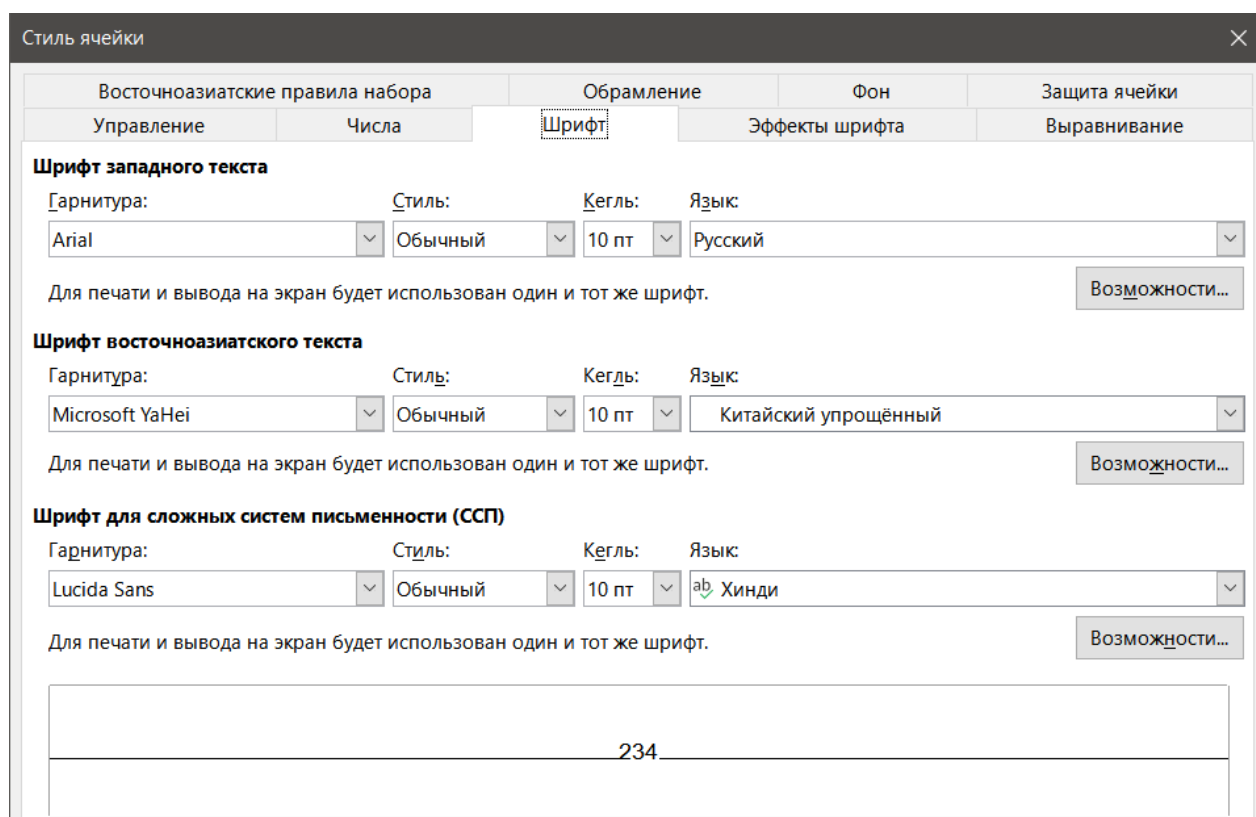 Стиль ячейки
Восточноазиатские правила набора Обрамление Фон Защита ячейки
Управление Числа Шрифт Эффекты шрифта Выравнивание
Шрифт западного текста
Гарнитура: Стиль: Кегль: Язык:
Arial Обычный 10 пт Русский
Для печати и вывода на экран будет использован один и тот же шрифт. Возможности...
Шрифт восточноазиатского текста
Гарнитура: Стиль: Кегль: Язык:
Microsoft YaHei Обычный 10 пт Китайский упрощённый
Для печати и вывода на экран будет использован один и тот же шрифт. Возможности...
Шрифт для сложных систем письменности (ССП)
Гарнитура: Стиль: Кегль: Язык:
Lucida Sans Обычный 10 пт ab Хинди
Для печати и вывода на экран будет использован один и тот же шрифт. Возможности...
234